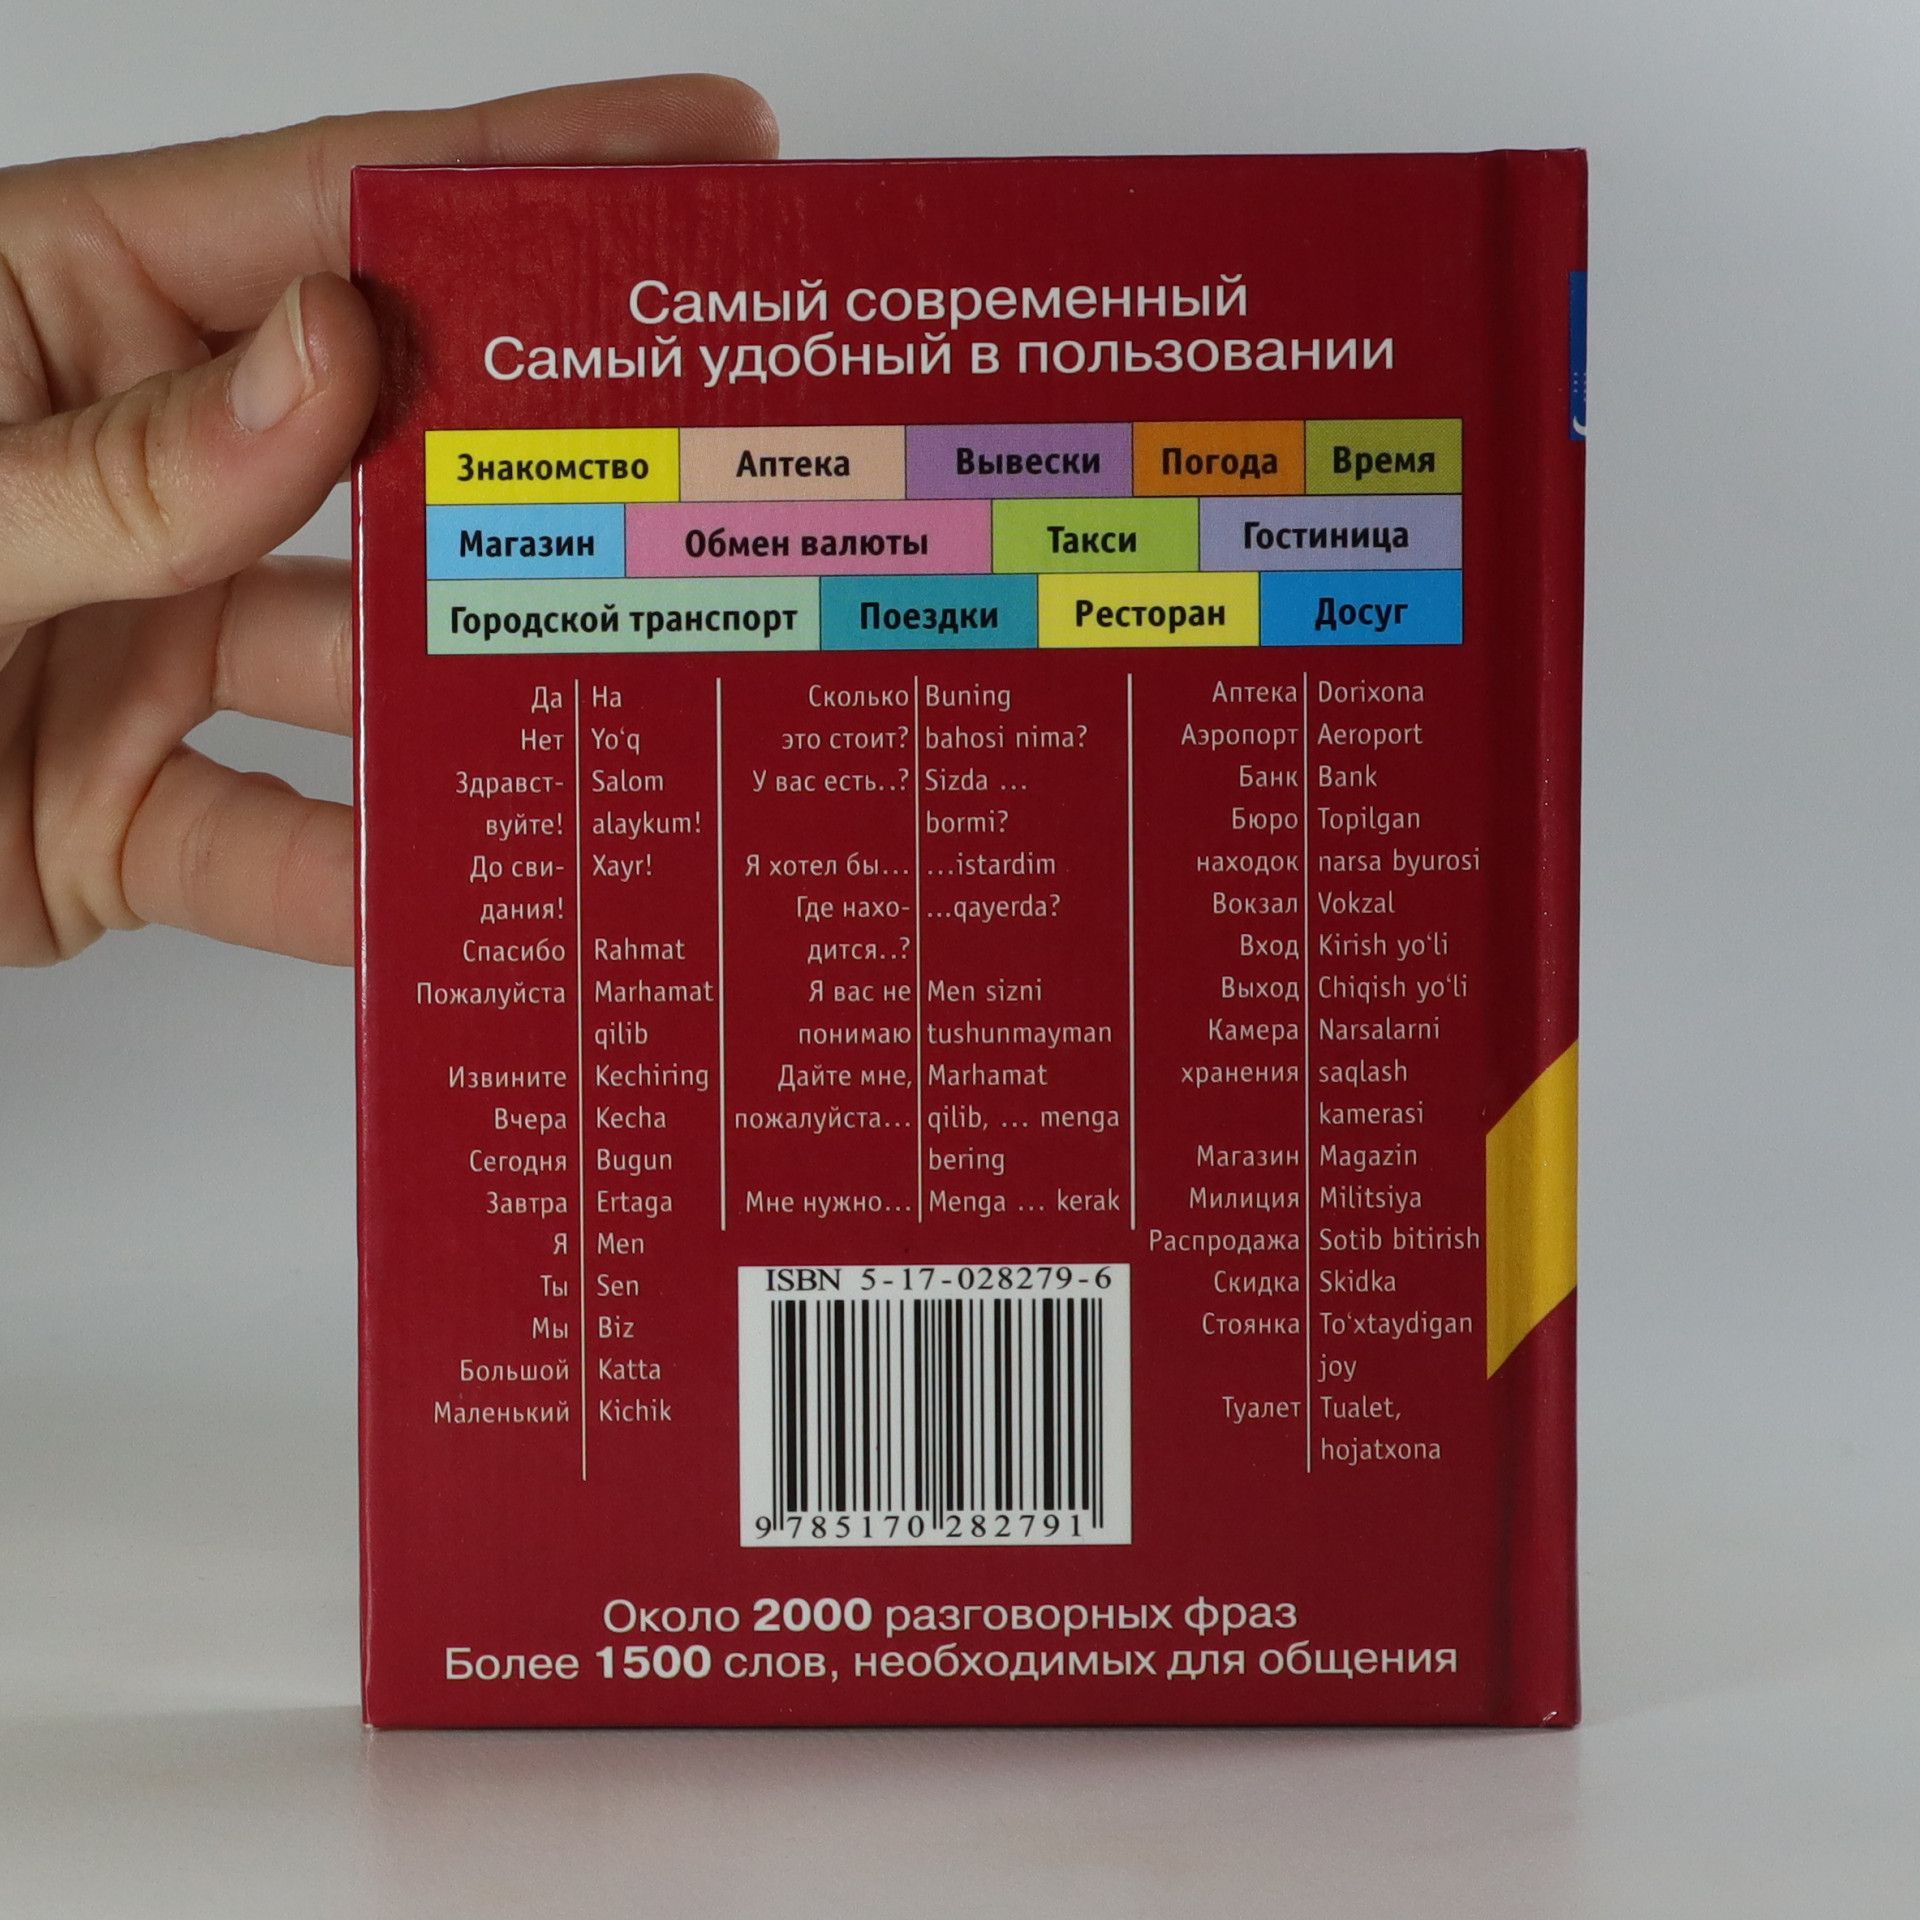 Самый современный
Самый удобный в пользовании
Знакомство Аптека Вывески Погода Время
Магазин Обмен валюты Такси Гостиница
Городской транспорт Поездки Ресторан Досуг
Да На
Нет Yo‘q
Здравст- Salom
вуйте! alaykum!
До сви- Xayr!
дания!
Спасибо Rahmat
Пожалуйста Marhamat
qilib
Извините Kechiring
Вчера Kecha
Сегодня Bugun
Завтра Ertaga
Я Men
Ты Sen
Мы Biz
Большой Katta
Маленький Kichik
Сколько Buning
это стоит? bahosi nima?
У вас есть..? Sizda ...
bormi?
Я хотел бы... ...istardim
Где нахо- ...qayerda?
дится..?
Я вас не Men sizni
понимаю tushunmayman
Дайте мне, Marhamat
пожалуйста... qilib, ... menga
bering
Мне нужно... Menga ... kerak
Аптека Dorixona
Аэропорт Aeroport
Банк Bank
Бюро Topilgan
находок narsa byurosi
Вокзал Vokzal
Вход Kirish yo‘li
Выход Chiqish yo‘li
Камера Narsalarni
хранения saqlash
kamerasi
Магазин Magazin
Милиция Militsiya
Распродажа Sotib bitirish
Скидка Skidka
Стоянка To‘xtaydigan
joy
Туалет Tualet,
hojatxona
ISBN 5-17-028279-6
9 785170 282791
Около 2000 разговорных фраз
Более 1500 слов, необходимых для общения